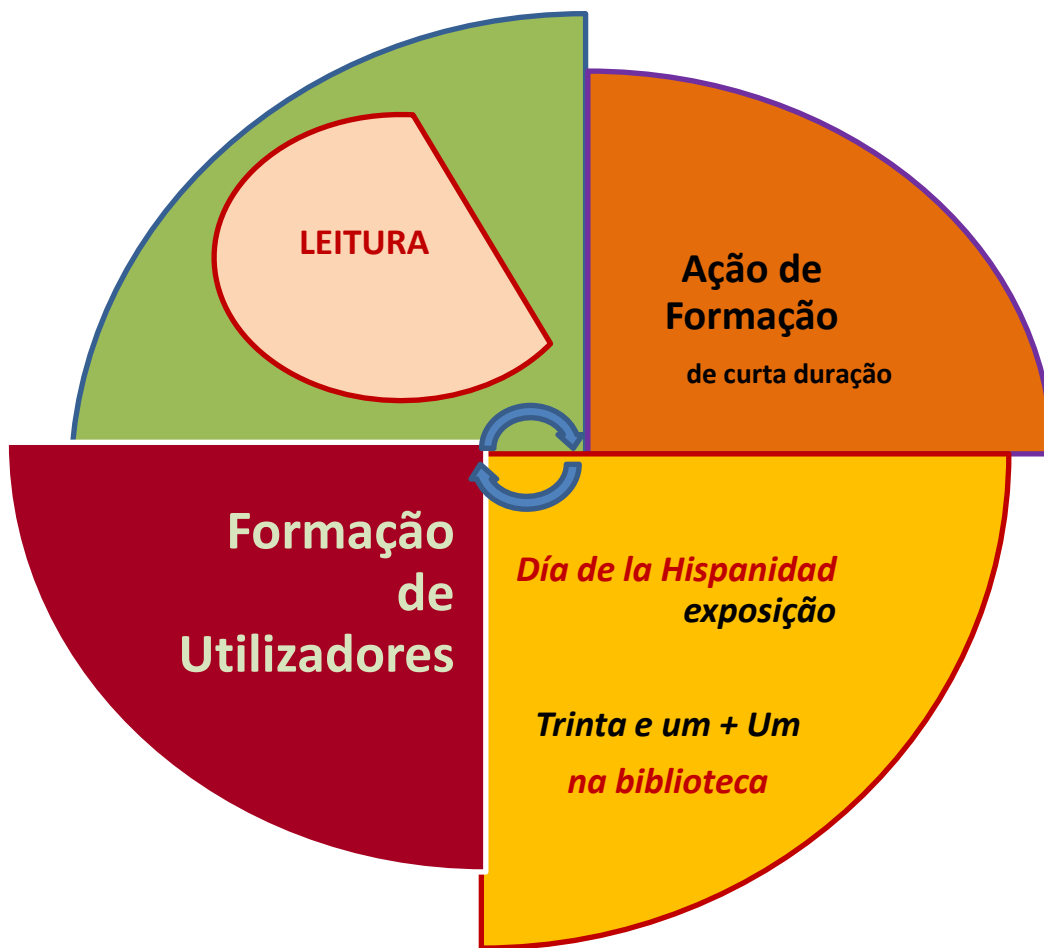 LEITURA
Ação de
Formação
de curta duração
Formação
de
Utilizadores
Día de la Hispanidad
exposição
Trinta e um + Um
na biblioteca